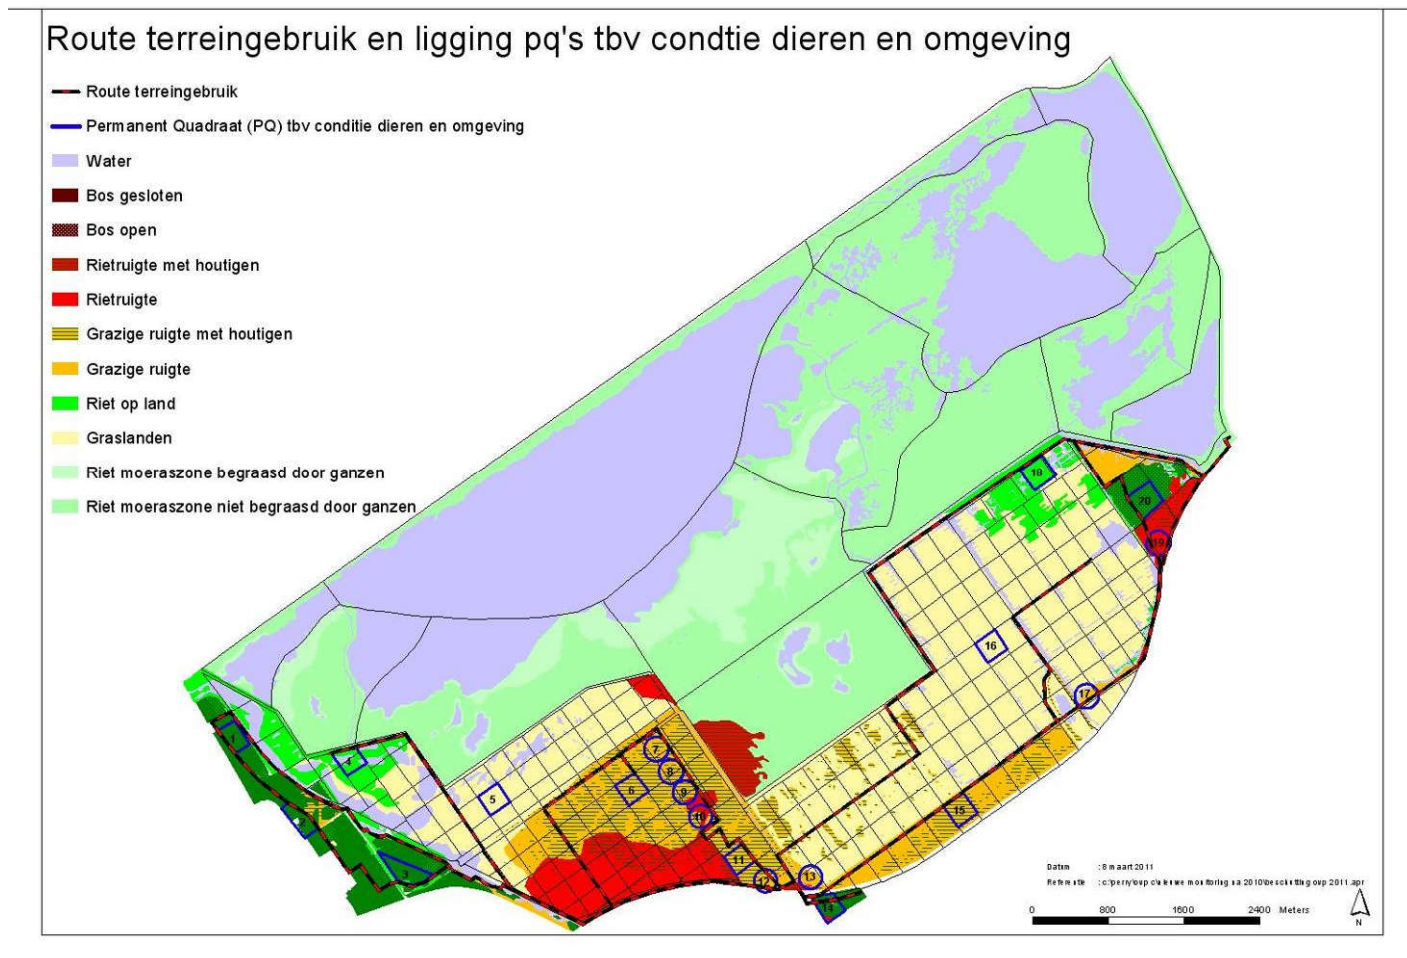 Route terreingebruik en ligging pq's tbv condtie dieren en omgeving
Route terreingebruik
Permanent Quadraat (PQ) tbv conditie dieren en omgeving
Water
Bos gesloten
Bos open
Rietruigte met houtigen
Rietruigte
Grazige ruigte met houtigen
Grazige ruigte
Riet op land
Graslanden
Riet moeraszone begraasd door ganzen
Riet moeraszone niet begraasd door ganzen
18
20
19
16
17
1
4
7
8
5
6
9
10
15
2
11
3
12
13
14
Datum : 8 maart 2011
Referentie
0 800 1600 2400 Meters
N